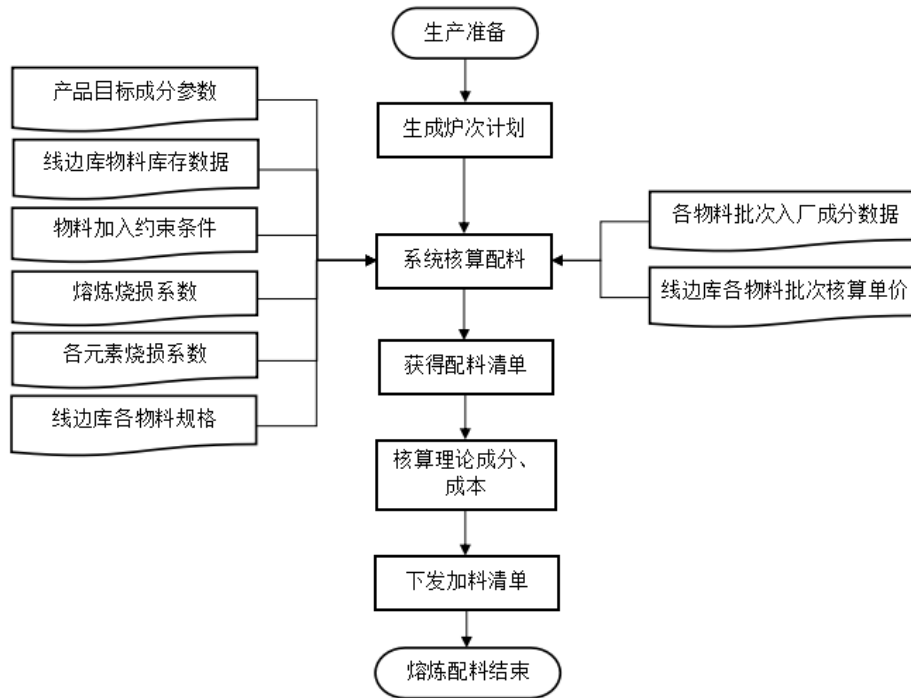 生产准备
产品目标成分参数
生成炉次计划
线边库物料库存数据
物料加入约束条件
系统核算配料
各物料批次入厂成分数据
熔炼烧损系数
线边库各物料批次核算单价
各元素烧损系数
获得配料清单
线边库各物料规格
核算理论成分、
成本
下发加料清单
熔炼配料结束